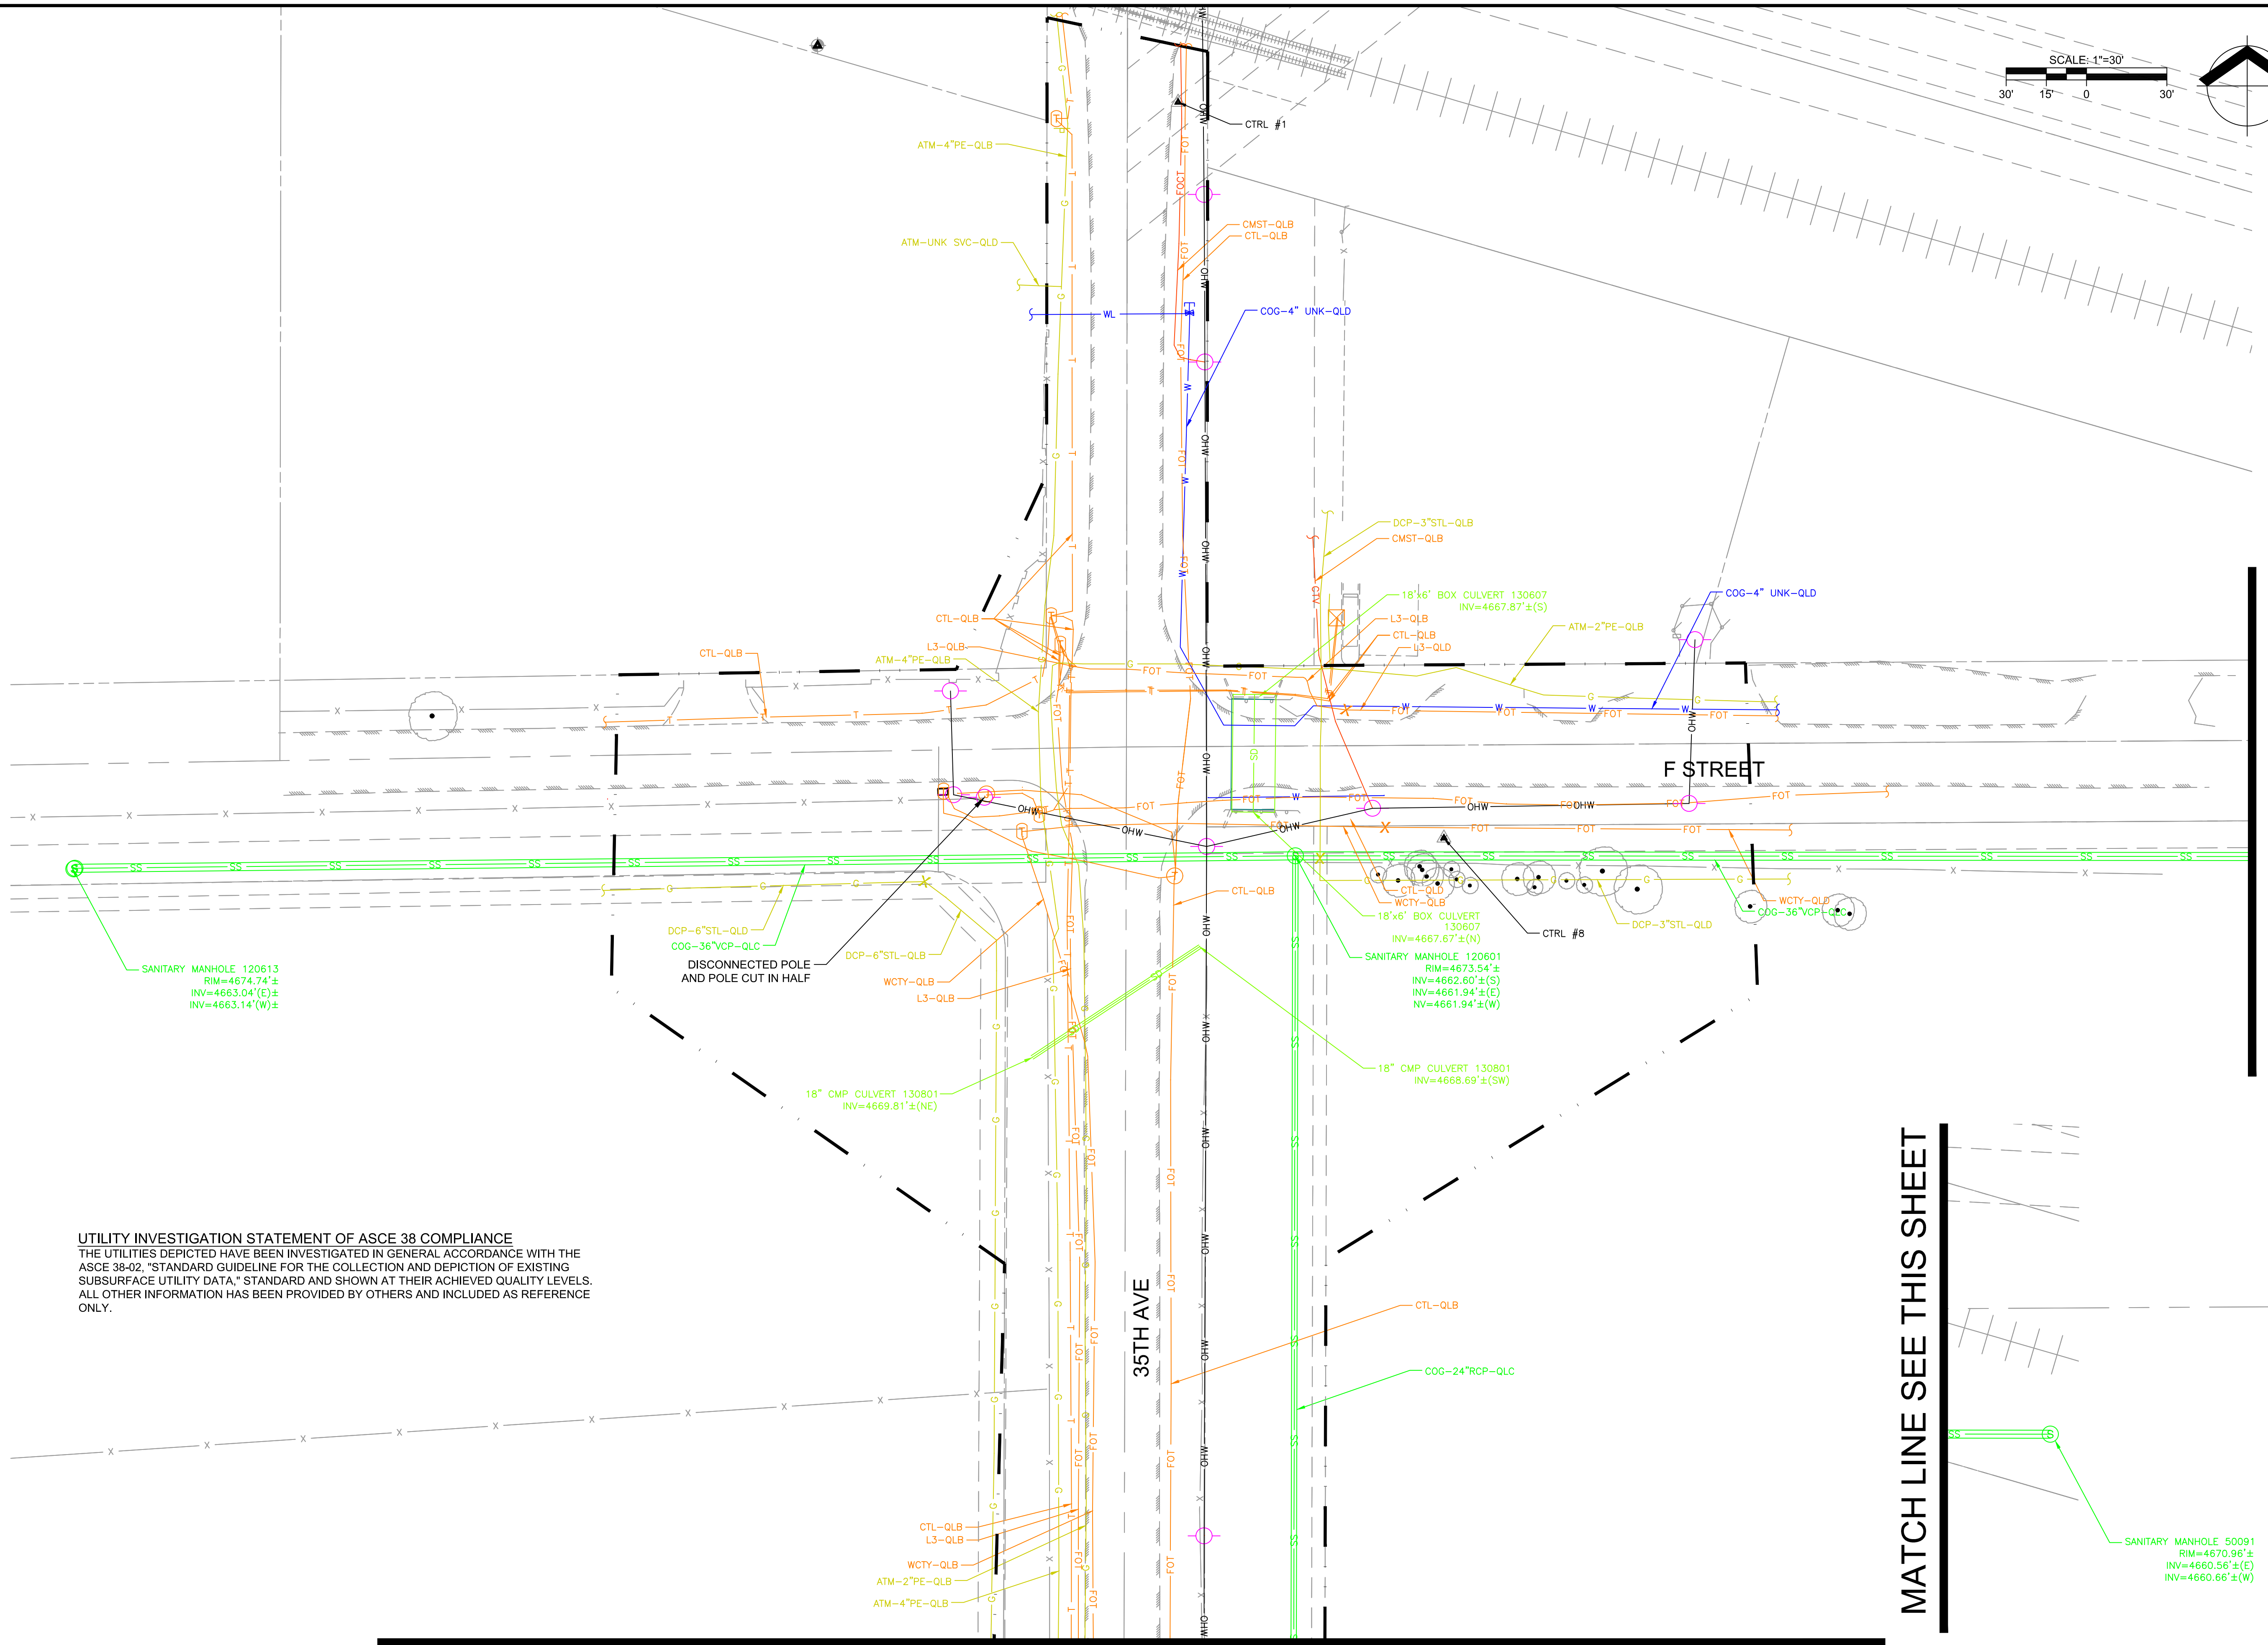 SCALE: 1"=30'
30' 15' 0 30'
CTRL #1
ATM-4"PE-QLB
CMST-QLB
CTL-QLB
ATM-UNK SVC-QLD
WL
COG-4" UNK-QLD
DCP-3"STL-QLB
CMST-QLB
18'x6' BOX CULVERT 130607
INV=4667.87'±(S)
COG-4" UNK-QLD
CTL-QLB
L3-QLB
CTL-QLB
L3-QLD
ATM-2"PE-QLB
L3-QLB
CTL-QLB
ATM-4"PE-QLB
F STREET
DCP-6"STL-QLD
COG-36"VCP-QLC
DISCONNECTED POLE
AND POLE CUT IN HALF
DCP-6"STL-QLB
WCTY-QLB
L3-QLB
CTL-QLB
CTL-QLD
WCTY-QLB
18'x6' BOX CULVERT
130607
INV=4667.67'±(N)
CTRL #8
DCP-3"STL-QLD
WCTY-QLD
COG-36"VCP-QLC
SANITARY MANHOLE 120613
RIM=4674.74'±
INV=4663.04'(E)±
INV=4663.14'(W)±
SANITARY MANHOLE 120601
RIM=4673.54'±
INV=4662.60'±(S)
INV=4661.94'±(E)
NV=4661.94'±(W)
18" CMP CULVERT 130801
INV=4669.81'±(NE)
18" CMP CULVERT 130801
INV=4668.69'±(SW)
UTILITY INVESTIGATION STATEMENT OF ASCE 38 COMPLIANCE
THE UTILITIES DEPICTED HAVE BEEN INVESTIGATED IN GENERAL ACCORDANCE WITH THE
ASCE 38-02, "STANDARD GUIDELINE FOR THE COLLECTION AND DEPICTION OF EXISTING
SUBSURFACE UTILITY DATA," STANDARD AND SHOWN AT THEIR ACHIEVED QUALITY LEVELS.
ALL OTHER INFORMATION HAS BEEN PROVIDED BY OTHERS AND INCLUDED AS REFERENCE
ONLY.
35TH AVE
CTL-QLB
COG-24"RCP-QLC
CTL-QLB
L3-QLB
WCTY-QLB
ATM-2"PE-QLB
ATM-4"PE-QLB
MATCH LINE SEE THIS SHEET
SANITARY MANHOLE 50091
RIM=4670.96'±
INV=4660.56'±(E)
INV=4660.66'±(W)